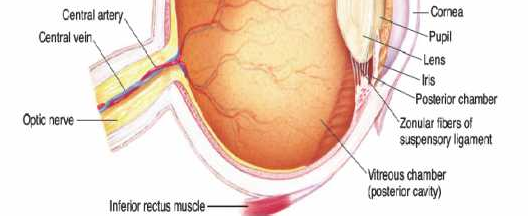 Central artery
Central vein
Optic nerve
Inferior rectus muscle
Cornea
Pupil
Lens
Iris
Posterior chamber
Zonular fibers of
suspensory ligament
Vitreous chamber
(posterior cavity)